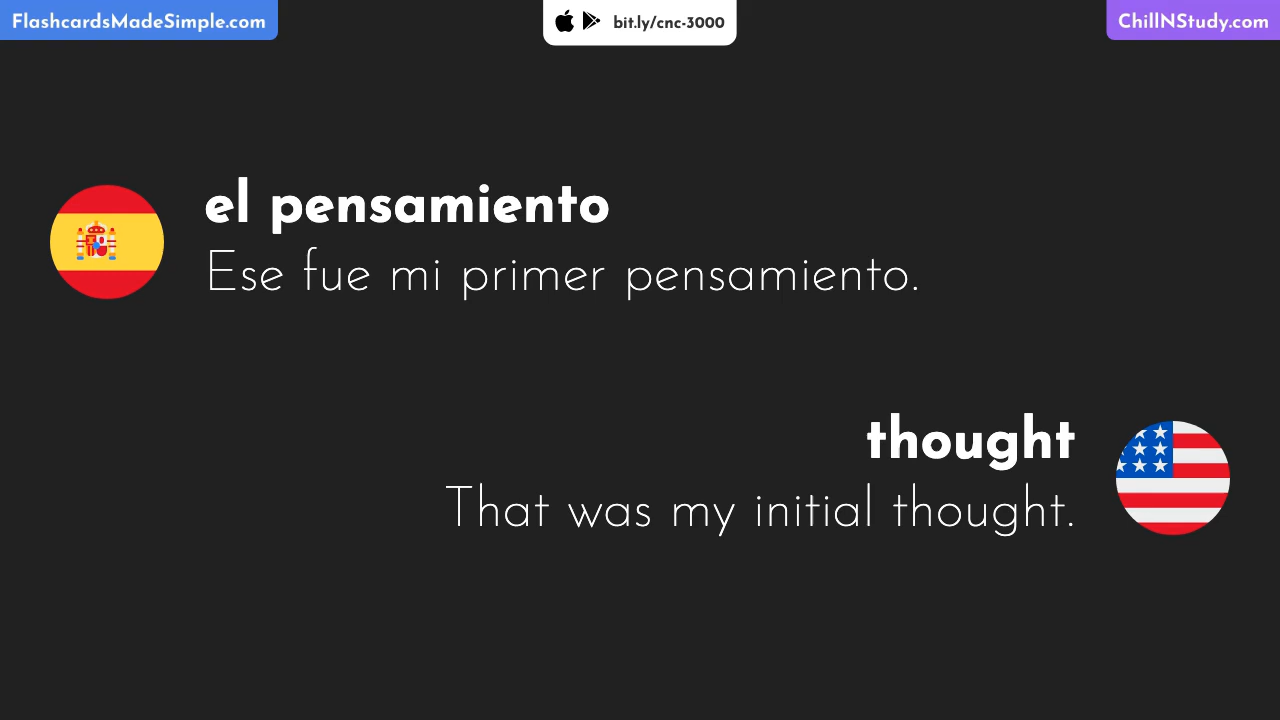 FlashcardsMadeSimple.com
bit.ly/cnc-3000
ChillNStudy.com
el pensamiento
Ese fue mi primer pensamiento.
thought
That was my initial thought.